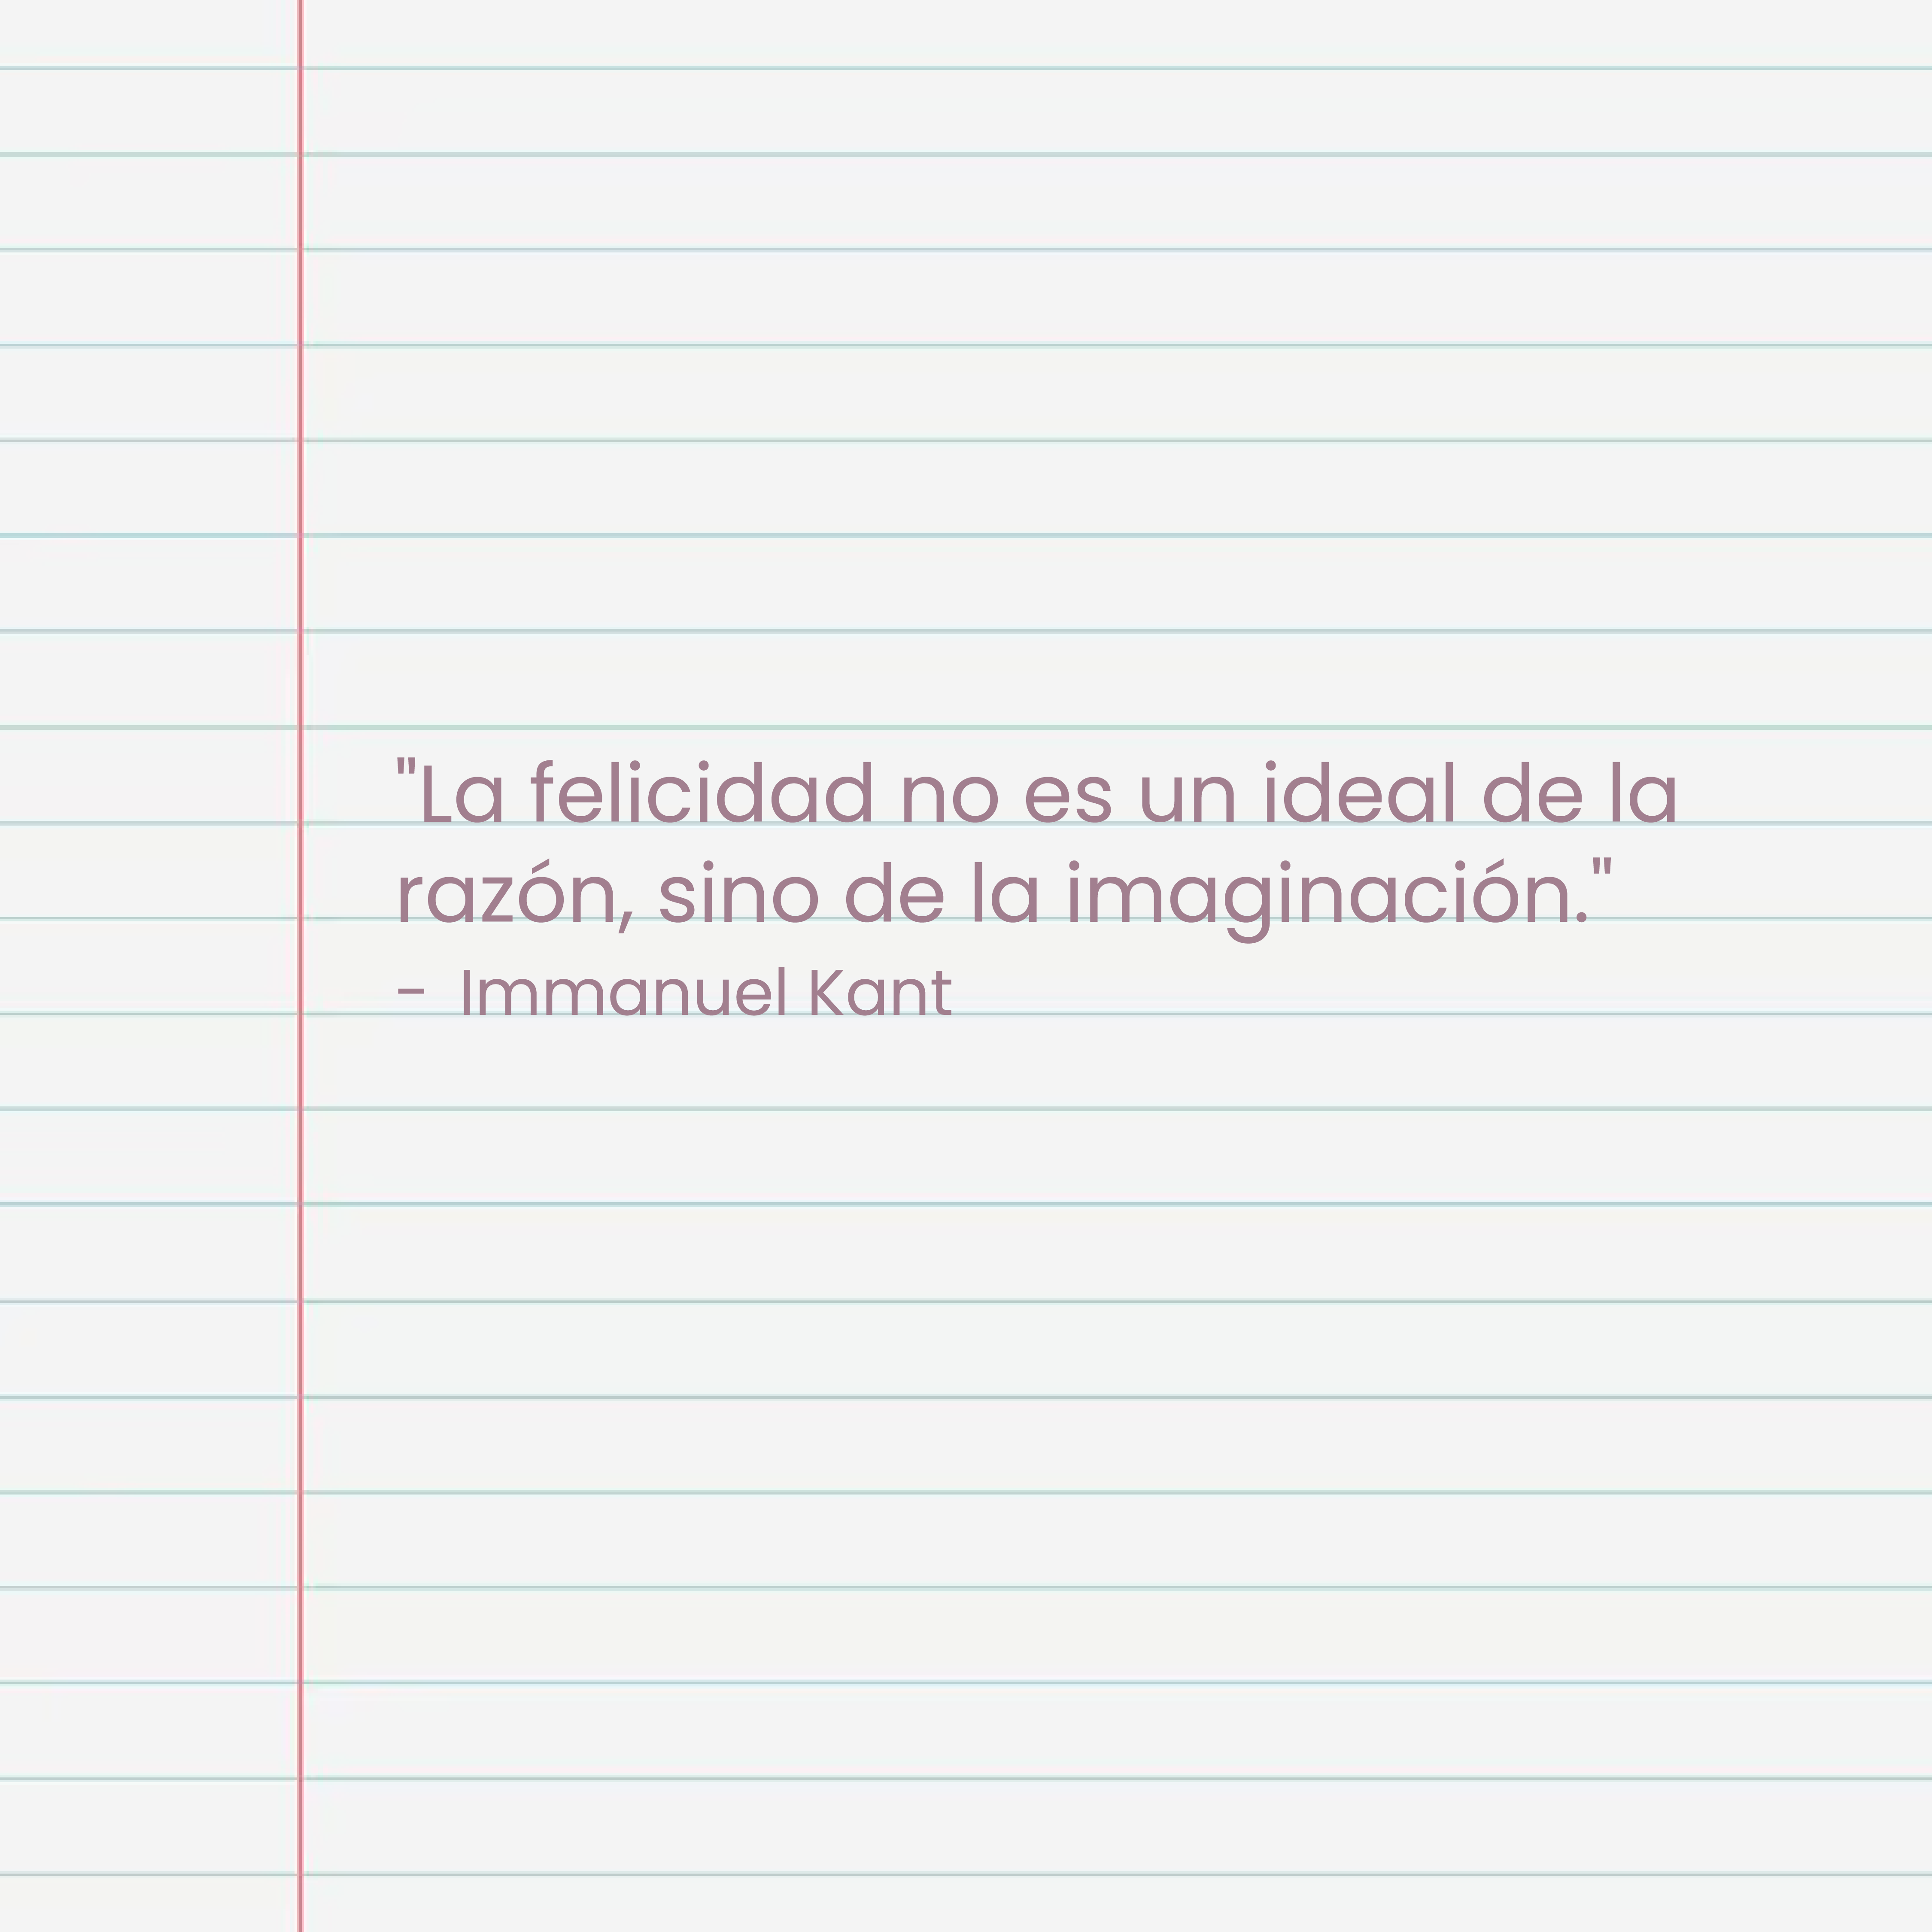 "La felicidad no es un ideal de la
razón, sino de la imaginación."
- Immanuel Kant